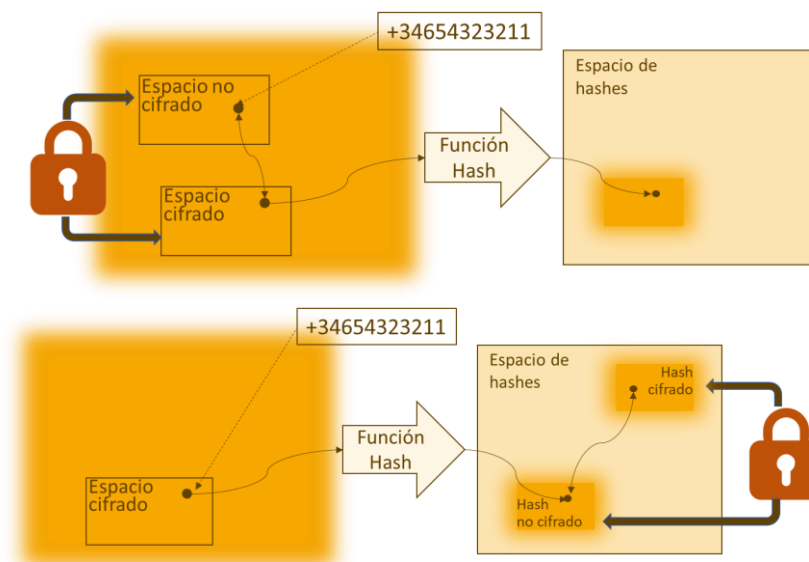 +34654323211
Espacio no
cifrado
Espacio de
hashes
Función
Hash
Espacio
cifrado
+34654323211
Espacio de
hashes
Hash
cifrado
Función
Hash
Espacio
cifrado
Hash
no cifrado